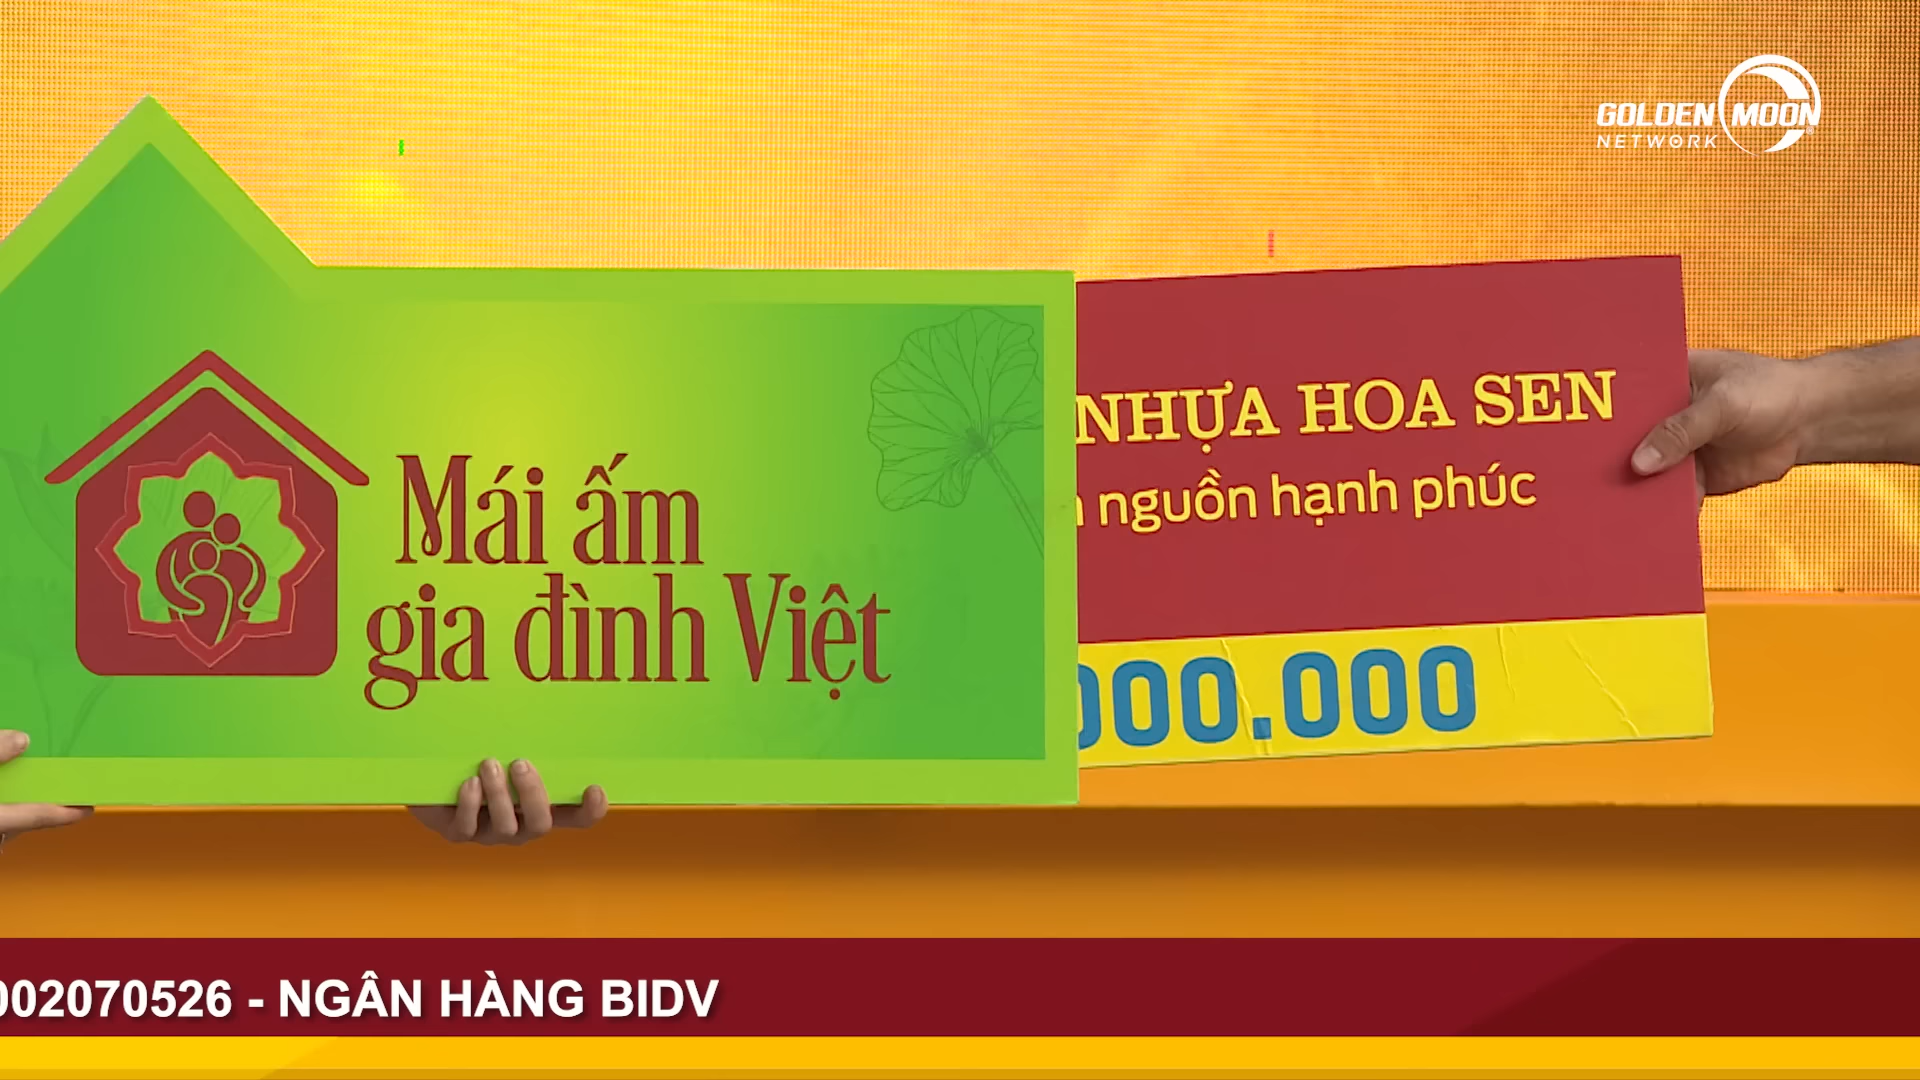 GOLDEN MOON
NETWORK
Mái ấm
gia đình Việt
NHỰA HOA SEN
nguồn hạnh phúc
000.000
002070526 - NGÂN HÀNG BIDV